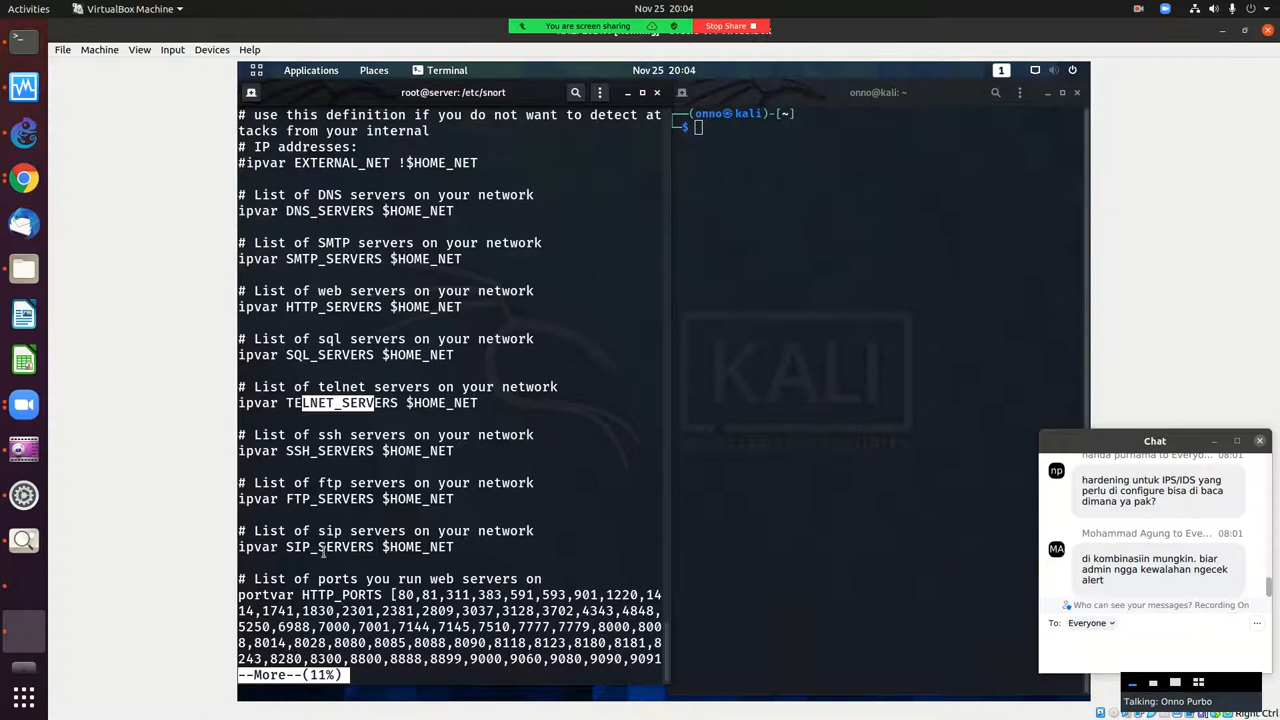 Activities
VirtualBox Machine
Nov 25 20:04
You are screen sharing
Stop Share
File Machine View Input Devices Help
Applications Places Terminal
Nov 25 20:04
1
root@server: /etc/snort
# use this definition if you do not want to detect at
tacks from your internal
# IP addresses:
#ipvar EXTERNAL_NET !$HOME_NET
# List of DNS servers on your network
ipvar DNS_SERVERS $HOME_NET
# List of SMTP servers on your network
ipvar SMTP_SERVERS $HOME_NET
# List of web servers on your network
ipvar HTTP_SERVERS $HOME_NET
# List of sql servers on your network
ipvar SQL_SERVERS $HOME_NET
# List of telnet servers on your network
ipvar TELNET_SERVERS $HOME_NET
# List of ssh servers on your network
ipvar SSH_SERVERS $HOME_NET
# List of ftp servers on your network
ipvar FTP_SERVERS $HOME_NET
# List of sip servers on your network
ipvar SIP_SERVERS $HOME_NET
# List of ports you run web servers on
portvar HTTP_PORTS [80,81,311,383,591,593,901,1220,14
14,1741,1830,2301,2381,2809,3037,3128,3702,4343,4848,
5250,6988,7000,7001,7144,7145,7510,7777,7779,8000,800
8,8014,8028,8080,8085,8088,8090,8118,8123,8180,8181,8
243,8280,8300,8800,8888,8899,9000,9060,9080,9090,9091
--More--(11%)
onno@kali: ~
(onno㉿kali)-[~]
$
KALI
Chat
nanda purnama to Everyo... 08:01
np
hardening untuk IPS/IDS yang
perlu di configure bisa di baca
dimana ya pak?
Mohammad Agung to Eve... 08:01
MA
di kombinasiin mungkin. biar
admin ngga kewalahan ngecek
alert
Who can see your messages? Recording On
To: Everyone
Talking: Onno Purbo
Right Ctrl